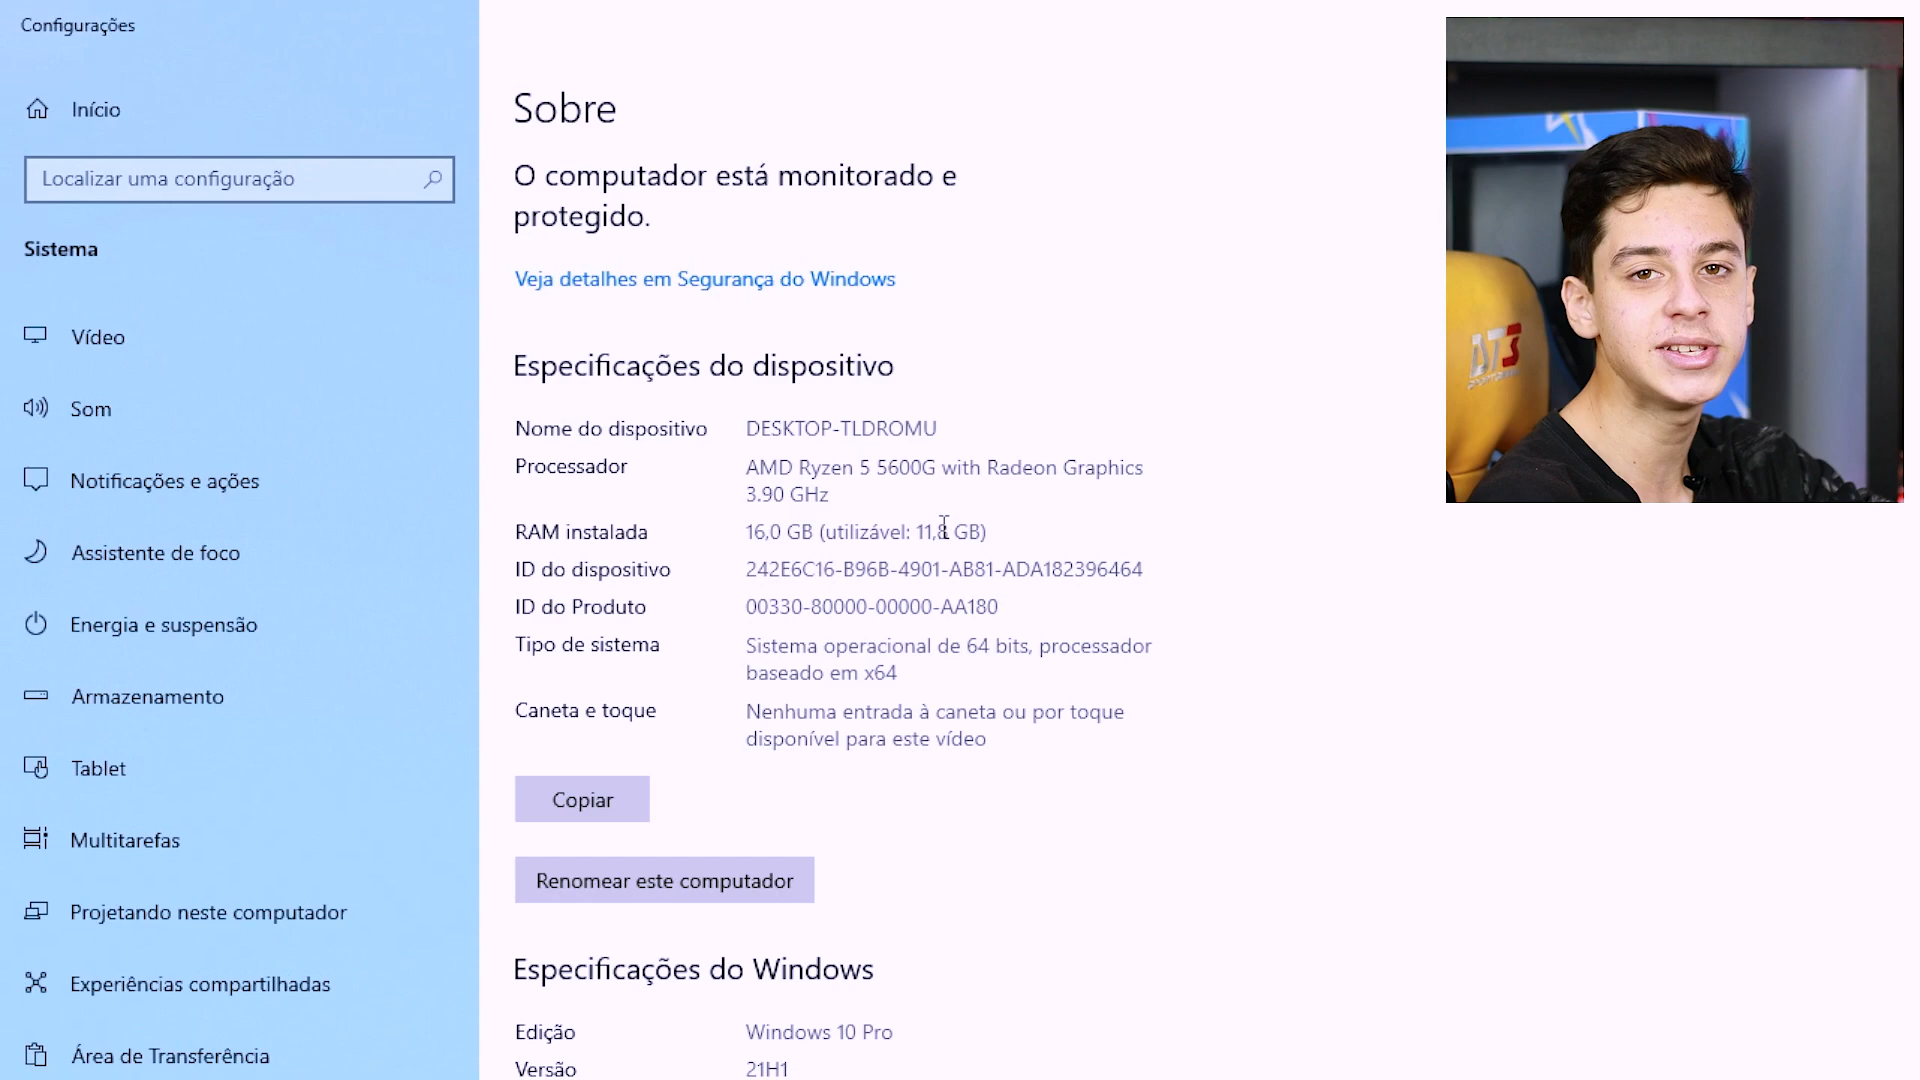 Configurações
Início
Localizar uma configuração
Sistema
Vídeo
Som
Notificações e ações
Assistente de foco
Energia e suspensão
Armazenamento
Tablet
Multitarefas
Projetando neste computador
Experiências compartilhadas
Área de Transferência
Sobre
O computador está monitorado e
protegido.
Veja detalhes em Segurança do Windows
Especificações do dispositivo
Nome do dispositivo DESKTOP-TLDROMU
Processador AMD Ryzen 5 5600G with Radeon Graphics
3.90 GHz
RAM instalada 16,0 GB (utilizável: 11,8 GB)
ID do dispositivo 242E6C16-B96B-4901-AB81-ADA182396464
ID do Produto 00330-80000-00000-AA180
Tipo de sistema Sistema operacional de 64 bits, processador
baseado em x64
Caneta e toque Nenhuma entrada à caneta ou por toque
disponível para este vídeo
Copiar
Renomear este computador
Especificações do Windows
Edição Windows 10 Pro
Versão 21H1
DT3